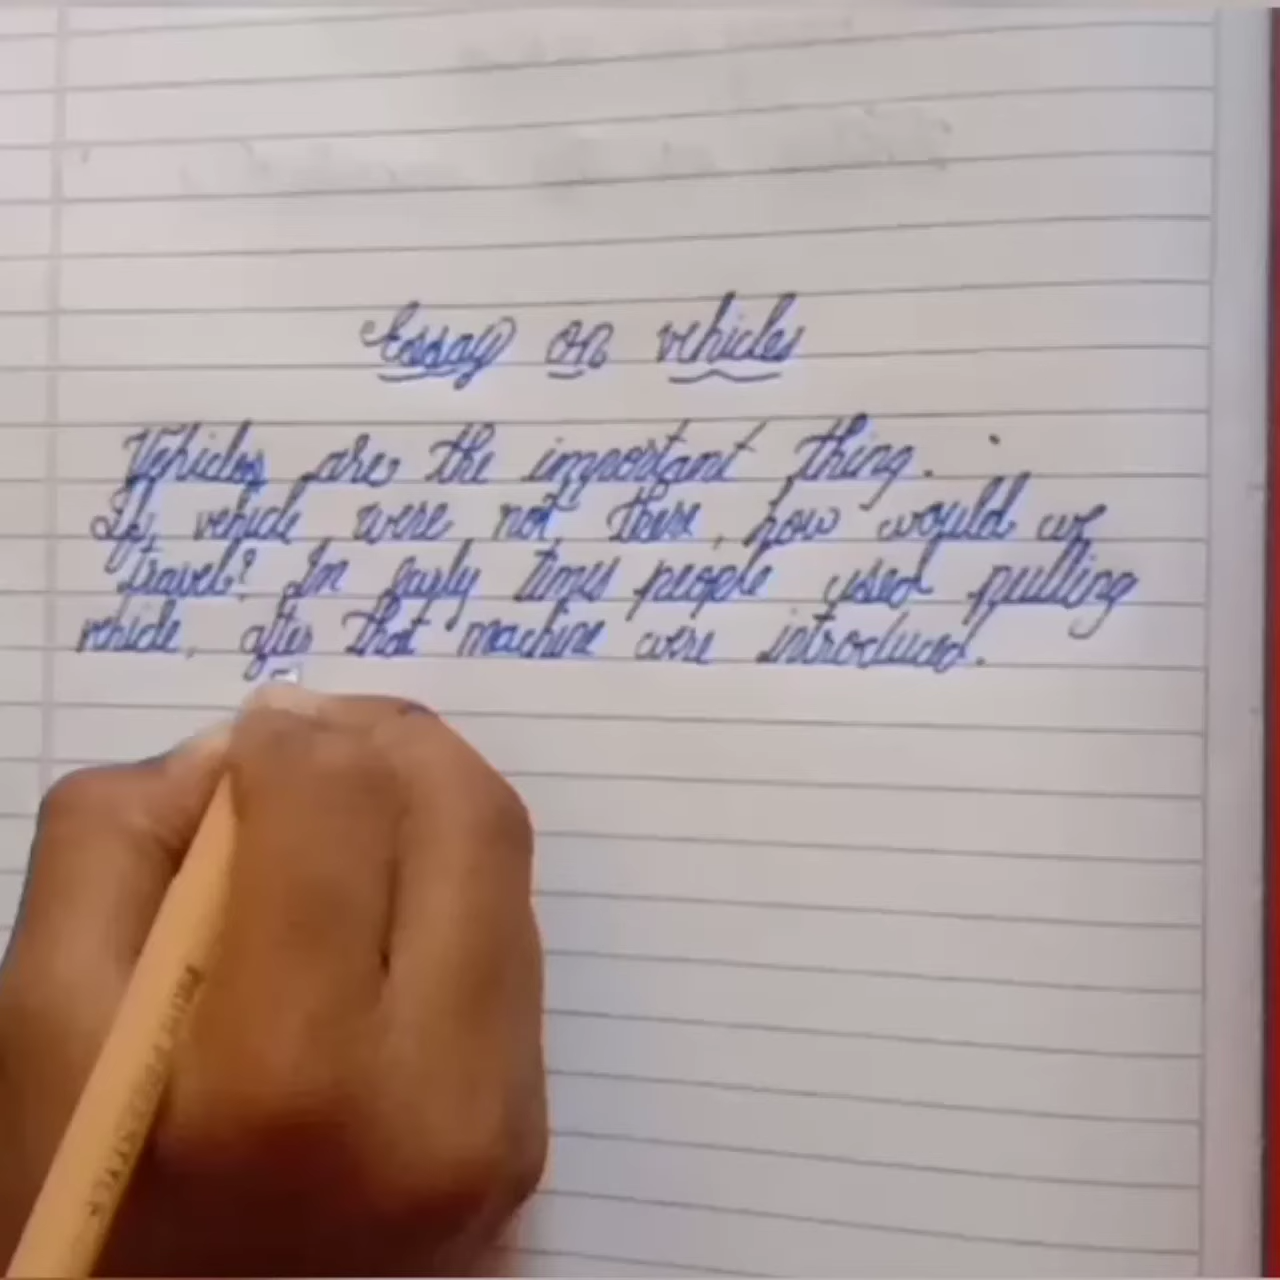 Essay on vehicles
Vehicles are the important thing.
If, vehicle were not there, how would we
travel? In early times people used pulling
vehicle, after that machine were introduced.